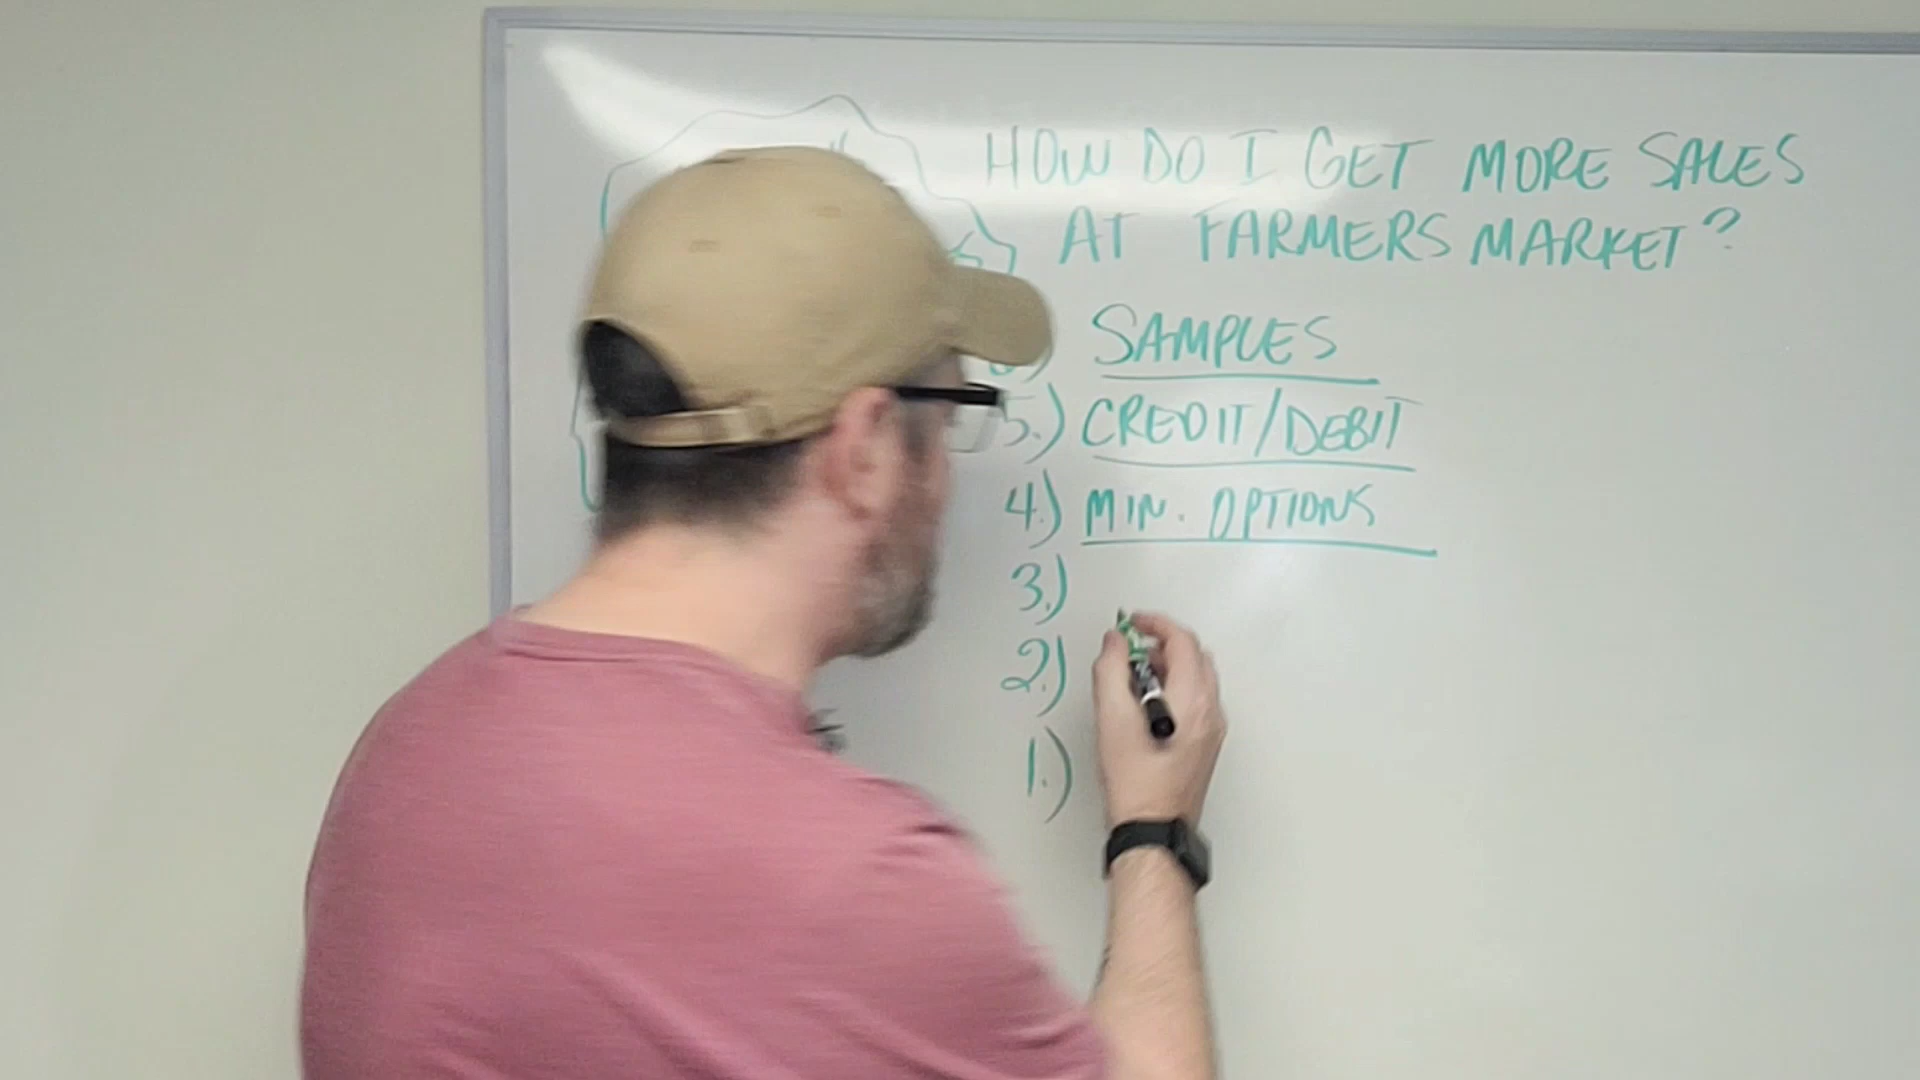 HOW DO I GET MORE SALES
AT FARMERS MARKET?
) SAMPLES
5.) CREDIT/DEBIT
4.) MIN. OPTIONS
3.)
2.)
1.)